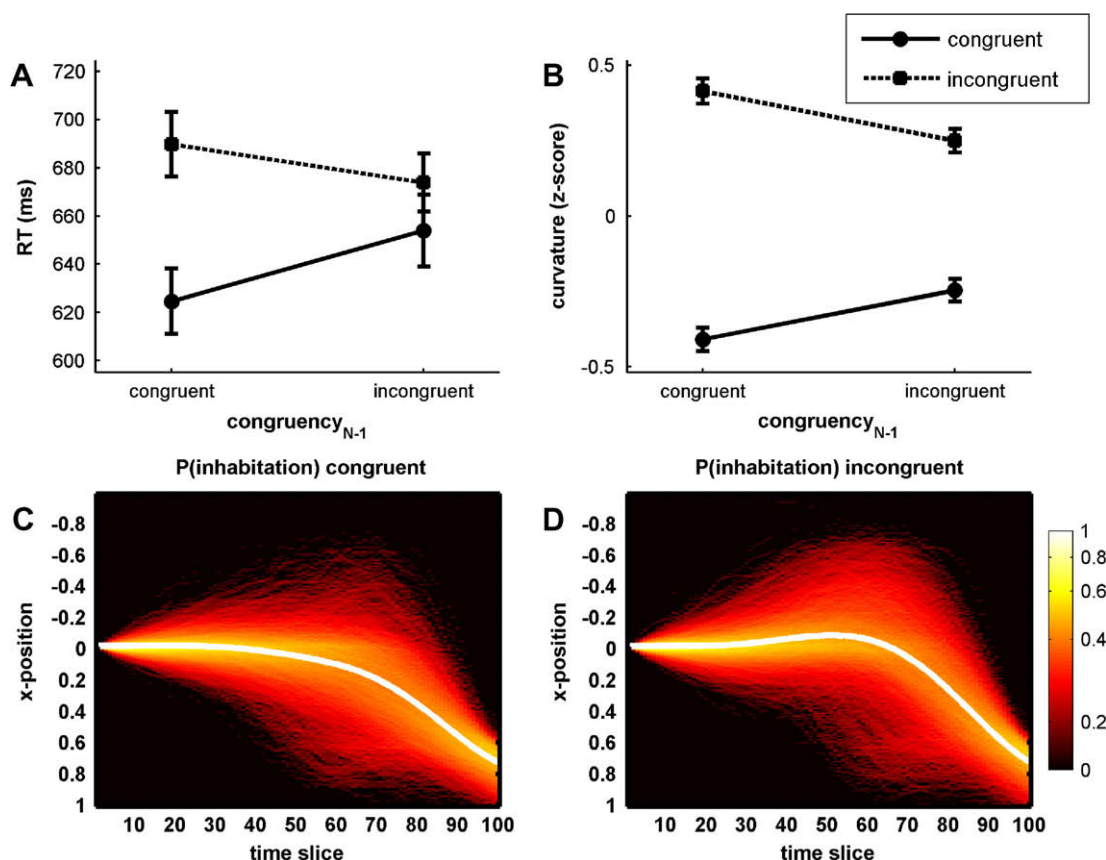 congruent
incongruent
A
B
720
700
680
660
640
620
600
RT (ms)
congruent
incongruent
congruency N-1
0.5
0
-0.5
curvature (z-score)
congruent
incongruent
congruency N-1
P(inhabitation) congruent
P(inhabitation) incongruent
C
-0.8
-0.6
-0.4
-0.2
0
0.2
0.4
0.6
0.8
1
x-position
10 20 30 40 50 60 70 80 90 100
time slice
D
-0.8
-0.6
-0.4
-0.2
0
0.2
0.4
0.6
0.8
1
x-position
10 20 30 40 50 60 70 80 90 100
time slice
1
0.8
0.6
0.4
0.2
0